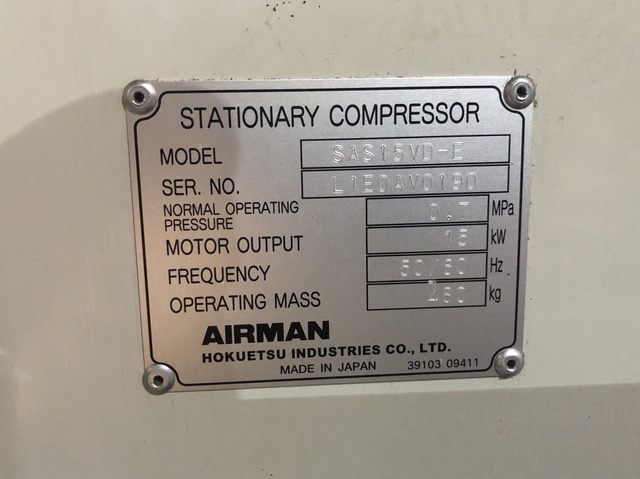 STATIONARY COMPRESSOR
MODEL SAS15VD-E
SER. NO. L1E0AV0190
NORMAL OPERATING PRESSURE 0.7 MPa
MOTOR OUTPUT 15 kW
FREQUENCY 50/60 Hz
OPERATING MASS kg
AIRMAN
HOKUETSU INDUSTRIES CO., LTD.
MADE IN JAPAN 39103 09411